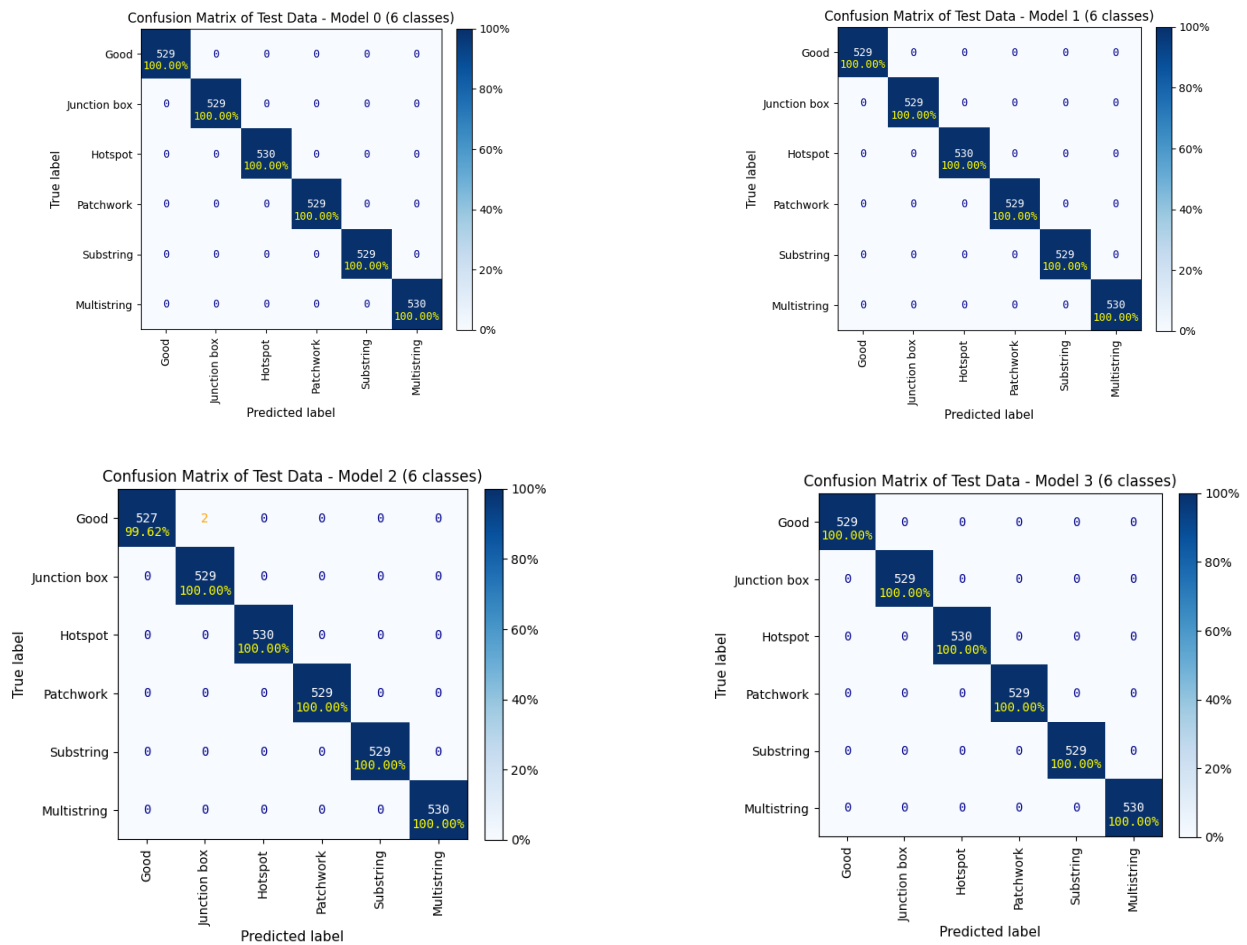 Confusion Matrix of Test Data - Model 0 (6 classes)
True label
Good 529 0 0 0 0 0
100.00%
Junction box 0 529 0 0 0 0
100.00%
Hotspot 0 0 530 0 0 0
100.00%
Patchwork 0 0 0 529 0 0
100.00%
Substring 0 0 0 0 529 0
100.00%
Multistring 0 0 0 0 0 530
100.00%
Good Junction box Hotspot Patchwork Substring Multistring
Predicted label
100%
80%
60%
40%
20%
0%
Confusion Matrix of Test Data - Model 1 (6 classes)
True label
Good 529 0 0 0 0 0
100.00%
Junction box 0 529 0 0 0 0
100.00%
Hotspot 0 0 530 0 0 0
100.00%
Patchwork 0 0 0 529 0 0
100.00%
Substring 0 0 0 0 529 0
100.00%
Multistring 0 0 0 0 0 530
100.00%
Good Junction box Hotspot Patchwork Substring Multistring
Predicted label
100%
80%
60%
40%
20%
0%
Confusion Matrix of Test Data - Model 2 (6 classes)
True label
Good 527 2 0 0 0 0
99.62%
Junction box 0 529 0 0 0 0
100.00%
Hotspot 0 0 530 0 0 0
100.00%
Patchwork 0 0 0 529 0 0
100.00%
Substring 0 0 0 0 529 0
100.00%
Multistring 0 0 0 0 0 530
100.00%
Good Junction box Hotspot Patchwork Substring Multistring
Predicted label
100%
80%
60%
40%
20%
0%
Confusion Matrix of Test Data - Model 3 (6 classes)
True label
Good 529 0 0 0 0 0
100.00%
Junction box 0 529 0 0 0 0
100.00%
Hotspot 0 0 530 0 0 0
100.00%
Patchwork 0 0 0 529 0 0
100.00%
Substring 0 0 0 0 529 0
100.00%
Multistring 0 0 0 0 0 530
100.00%
Good Junction box Hotspot Patchwork Substring Multistring
Predicted label
100%
80%
60%
40%
20%
0%